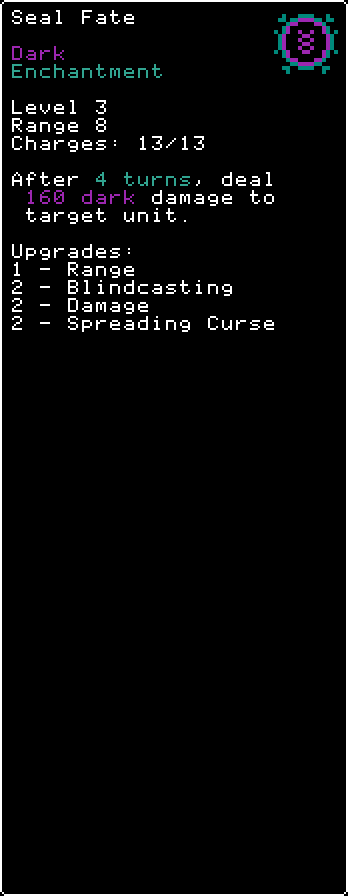 Seal Fate
Dark
Enchantment
Level 3
Range 8
Charges: 13/13
After 4 turns, deal
160 dark damage to
target unit.
Upgrades:
1 - Range
2 - Blindcasting
2 - Damage
2 - Spreading Curse